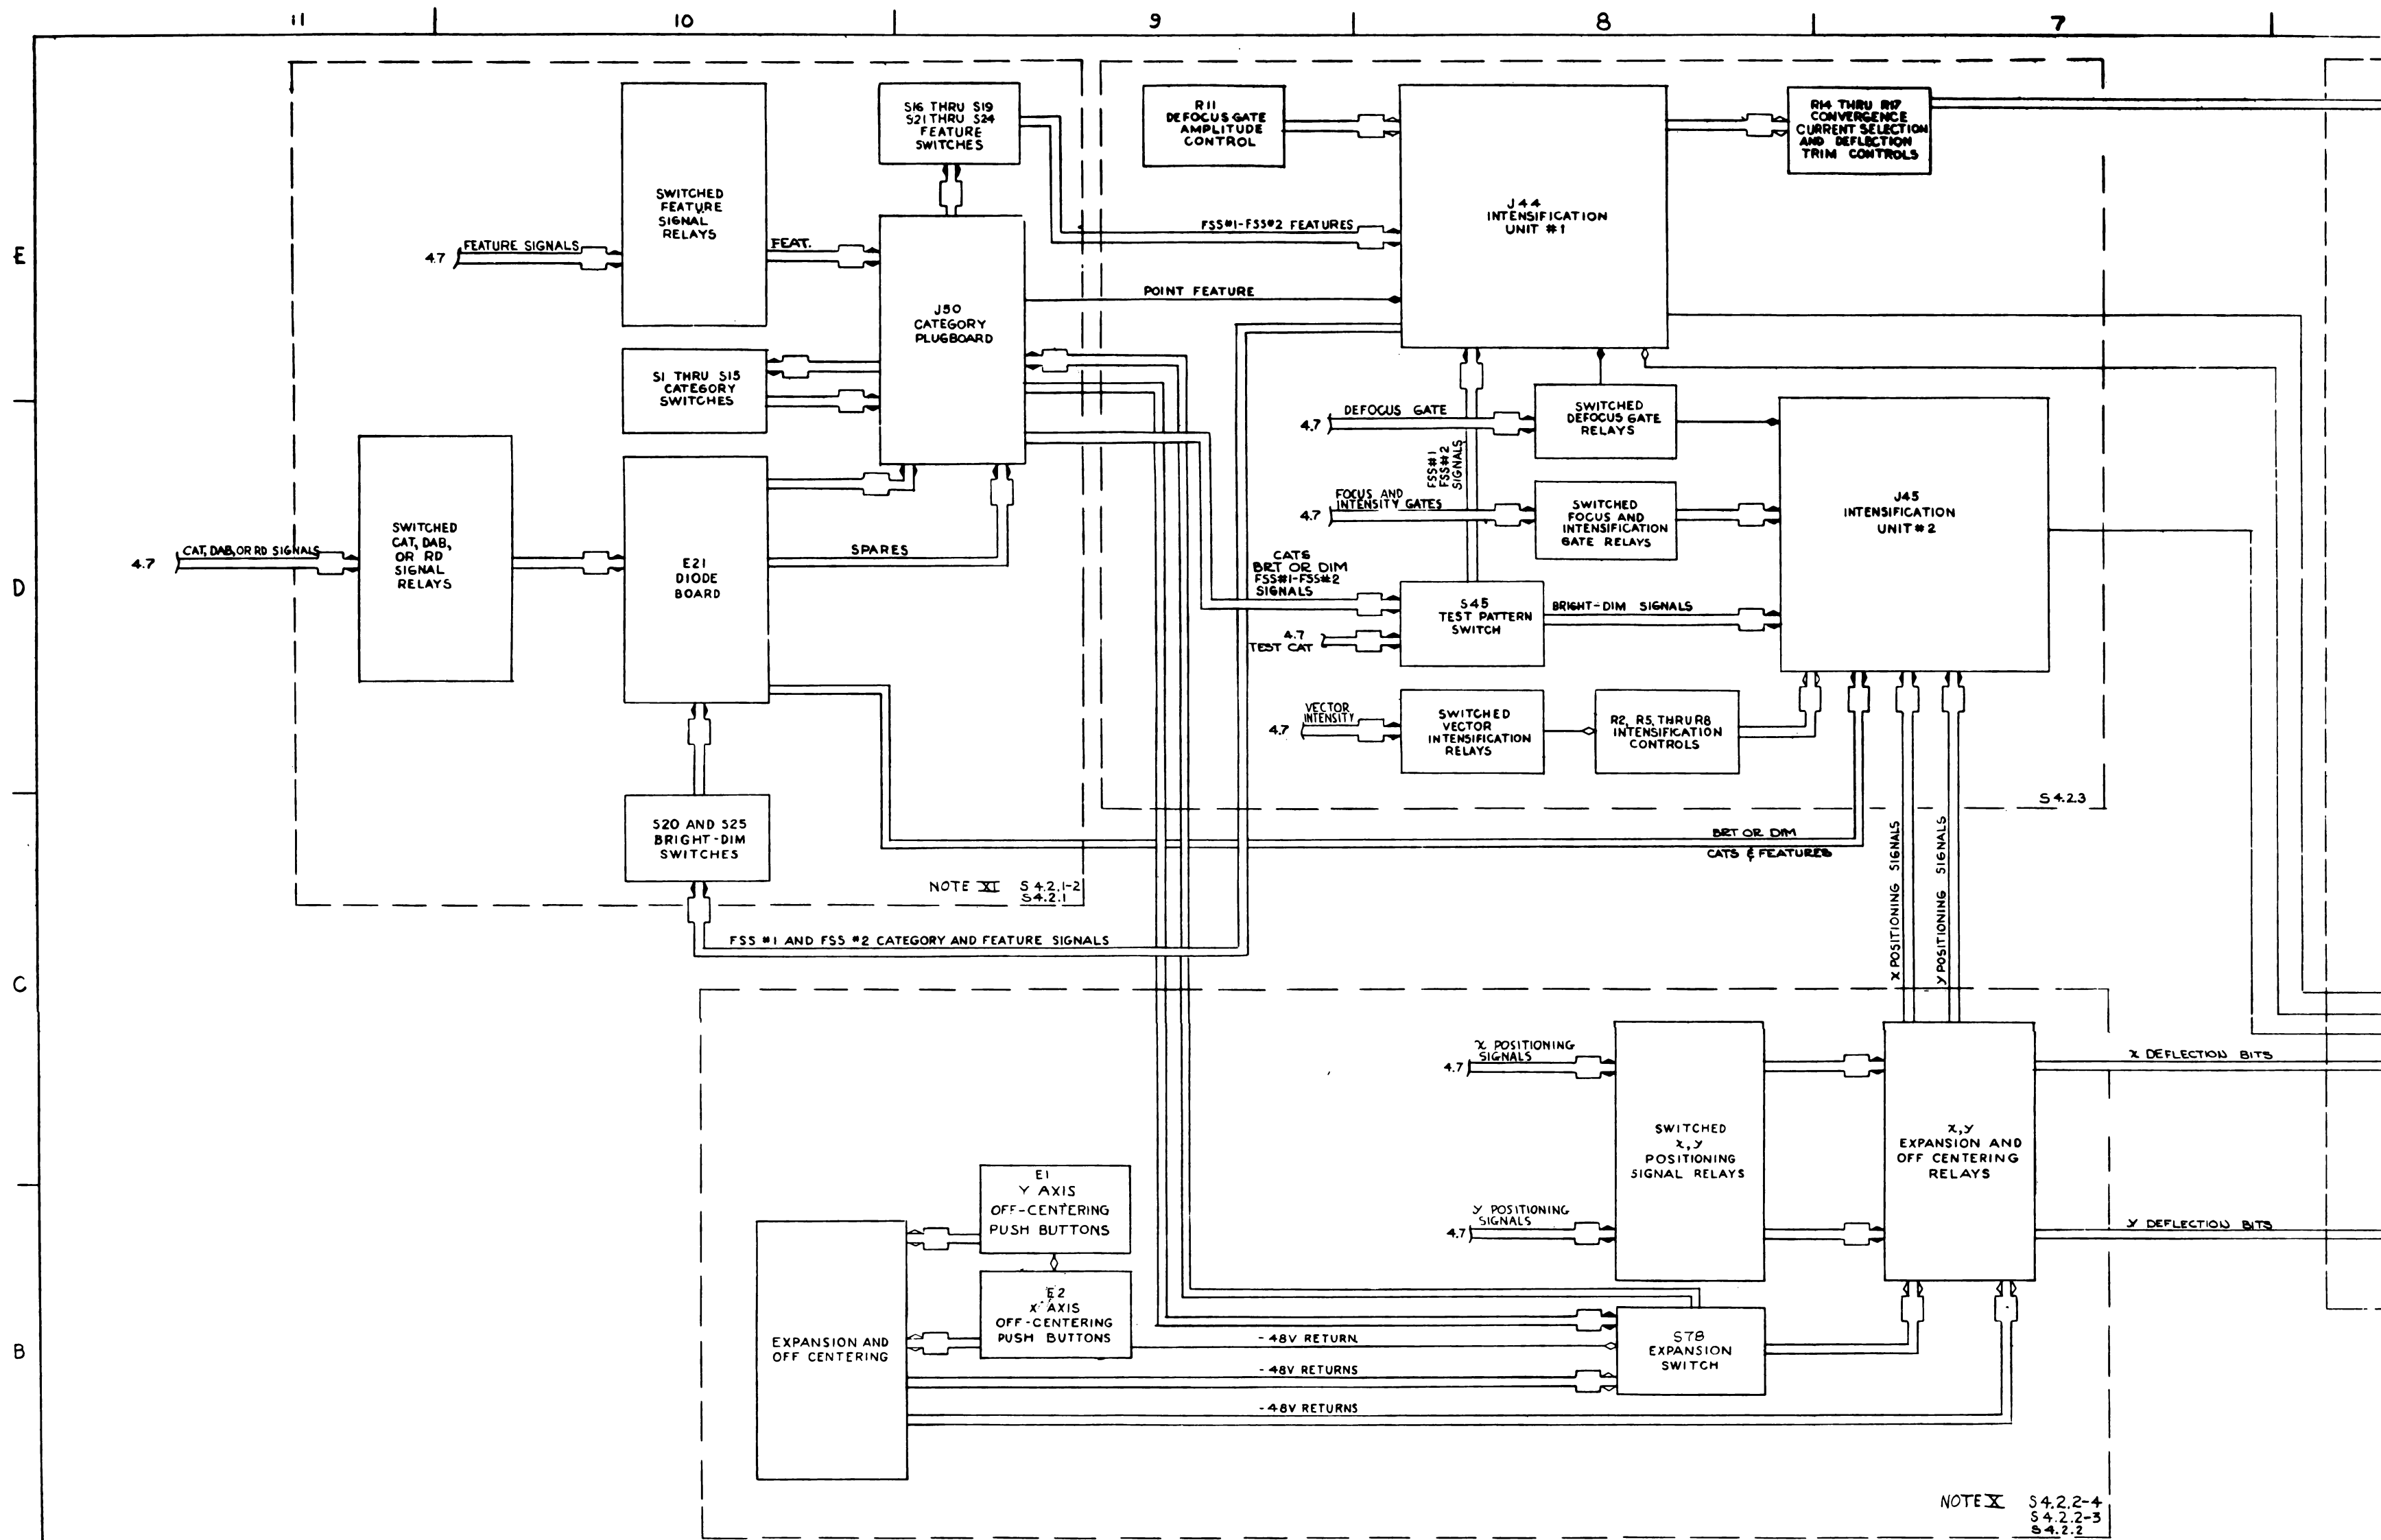 11
10
9
8
7
E
D
C
B
S16 THRU S19
S21 THRU S24
FEATURE
SWITCHES
SWITCHED
FEATURE
SIGNAL
RELAYS
4.7
FEATURE SIGNALS
FEAT.
J50
CATEGORY
PLUGBOARD
S1 THRU S15
CATEGORY
SWITCHES
SWITCHED
CAT, DAB,
OR RD
SIGNAL
RELAYS
4.7
CAT, DAB, OR RD SIGNALS
E21
DIODE
BOARD
SPARES
S20 AND S25
BRIGHT-DIM
SWITCHES
NOTE XI S 4.2.1-2
S4.2.1
FSS #1 AND FSS #2 CATEGORY AND FEATURE SIGNALS
R11
DEFOCUS GATE
AMPLITUDE
CONTROL
J44
INTENSIFICATION
UNIT #1
R14 THRU R17
CONVERGENCE
CURRENT SELECTION
AND DEFLECTION
TRIM CONTROLS
FSS#1-FSS#2 FEATURES
POINT FEATURE
4.7
DEFOCUS GATE
SWITCHED
DEFOCUS GATE
RELAYS
FSS#1
FSS#2
SIGNALS
4.7
FOCUS AND
INTENSITY GATES
SWITCHED
FOCUS AND
INTENSIFICATION
GATE RELAYS
J45
INTENSIFICATION
UNIT #2
CATS
BRT OR DIM
FSS#1-FSS#2
SIGNALS
S45
TEST PATTERN
SWITCH
BRIGHT-DIM SIGNALS
4.7
TEST CAT
4.7
VECTOR
INTENSITY
SWITCHED
VECTOR
INTENSIFICATION
RELAYS
R2, R5, THRU R8
INTENSIFICATION
CONTROLS
S 4.2.3
BRT OR DIM
CATS & FEATURES
X POSITIONING SIGNALS
Y POSITIONING SIGNALS
X POSITIONING
SIGNALS
4.7
SWITCHED
X, Y
POSITIONING
SIGNAL RELAYS
X, Y
EXPANSION AND
OFF CENTERING
RELAYS
X DEFLECTION BITS
Y POSITIONING
SIGNALS
4.7
Y DEFLECTION BITS
E1
Y AXIS
OFF-CENTERING
PUSH BUTTONS
E2
X AXIS
OFF-CENTERING
PUSH BUTTONS
EXPANSION AND
OFF CENTERING
-48V RETURN
-48V RETURNS
-48V RETURNS
S78
EXPANSION
SWITCH
NOTE X S 4.2.2-4
S 4.2.2-3
S 4.2.2